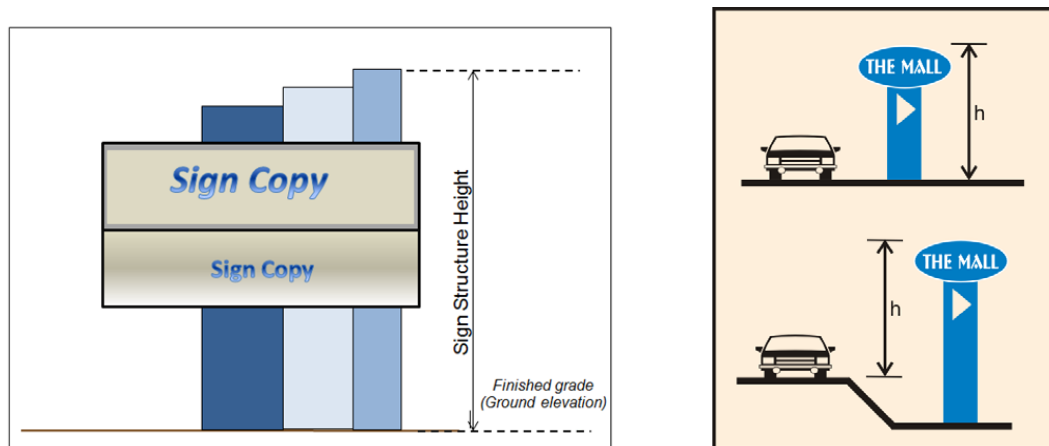 Sign Copy
Sign Copy
Sign Structure Height
Finished grade
(Ground elevation)
THE MALL
h
THE MALL
h